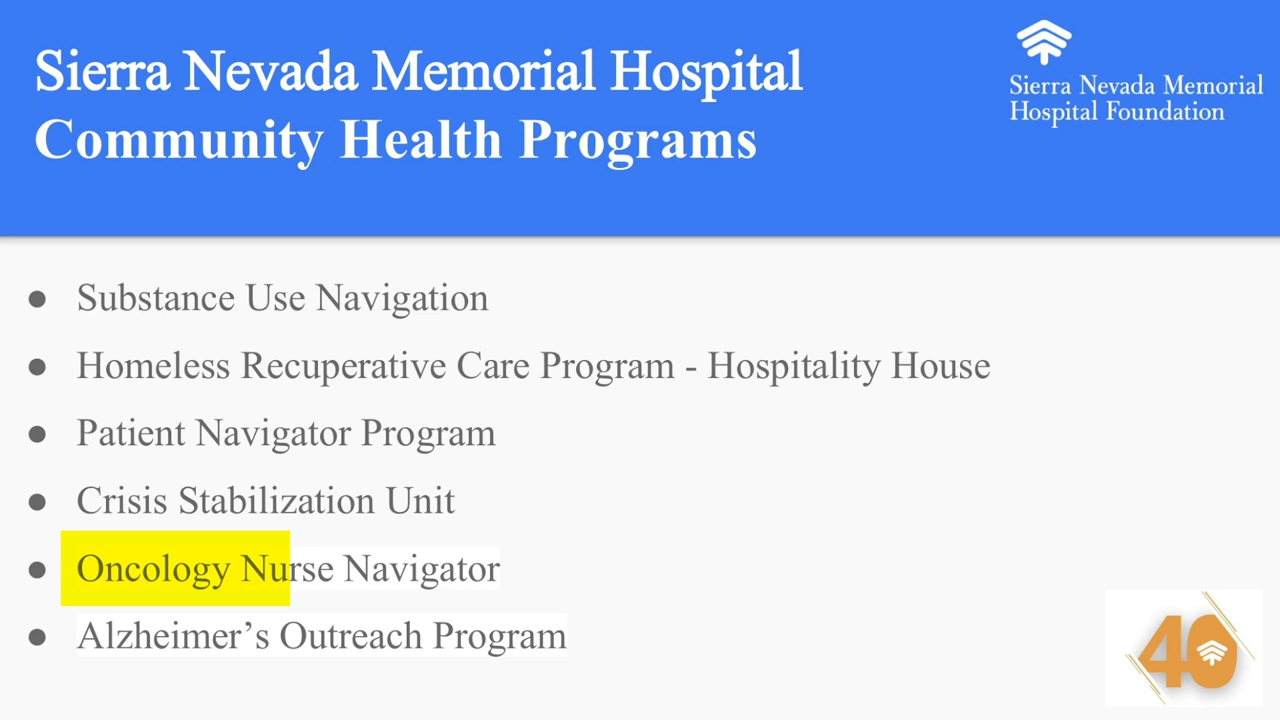 Sierra Nevada Memorial Hospital
Community Health Programs
Sierra Nevada Memorial
Hospital Foundation
● Substance Use Navigation
● Homeless Recuperative Care Program - Hospitality House
● Patient Navigator Program
● Crisis Stabilization Unit
● Oncology Nurse Navigator
● Alzheimer’s Outreach Program
40